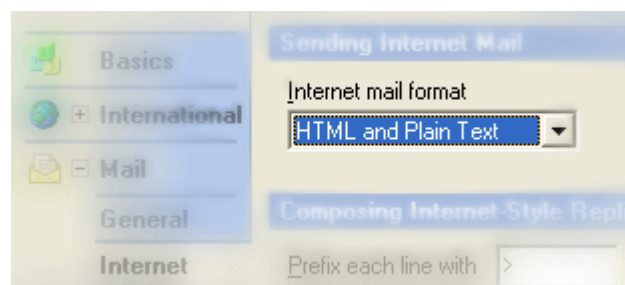 Basics
International
Mail
General
Internet
Sending Internet Mail
Internet mail format
HTML and Plain Text
Composing Internet-Style Repl
Prefix each line with >